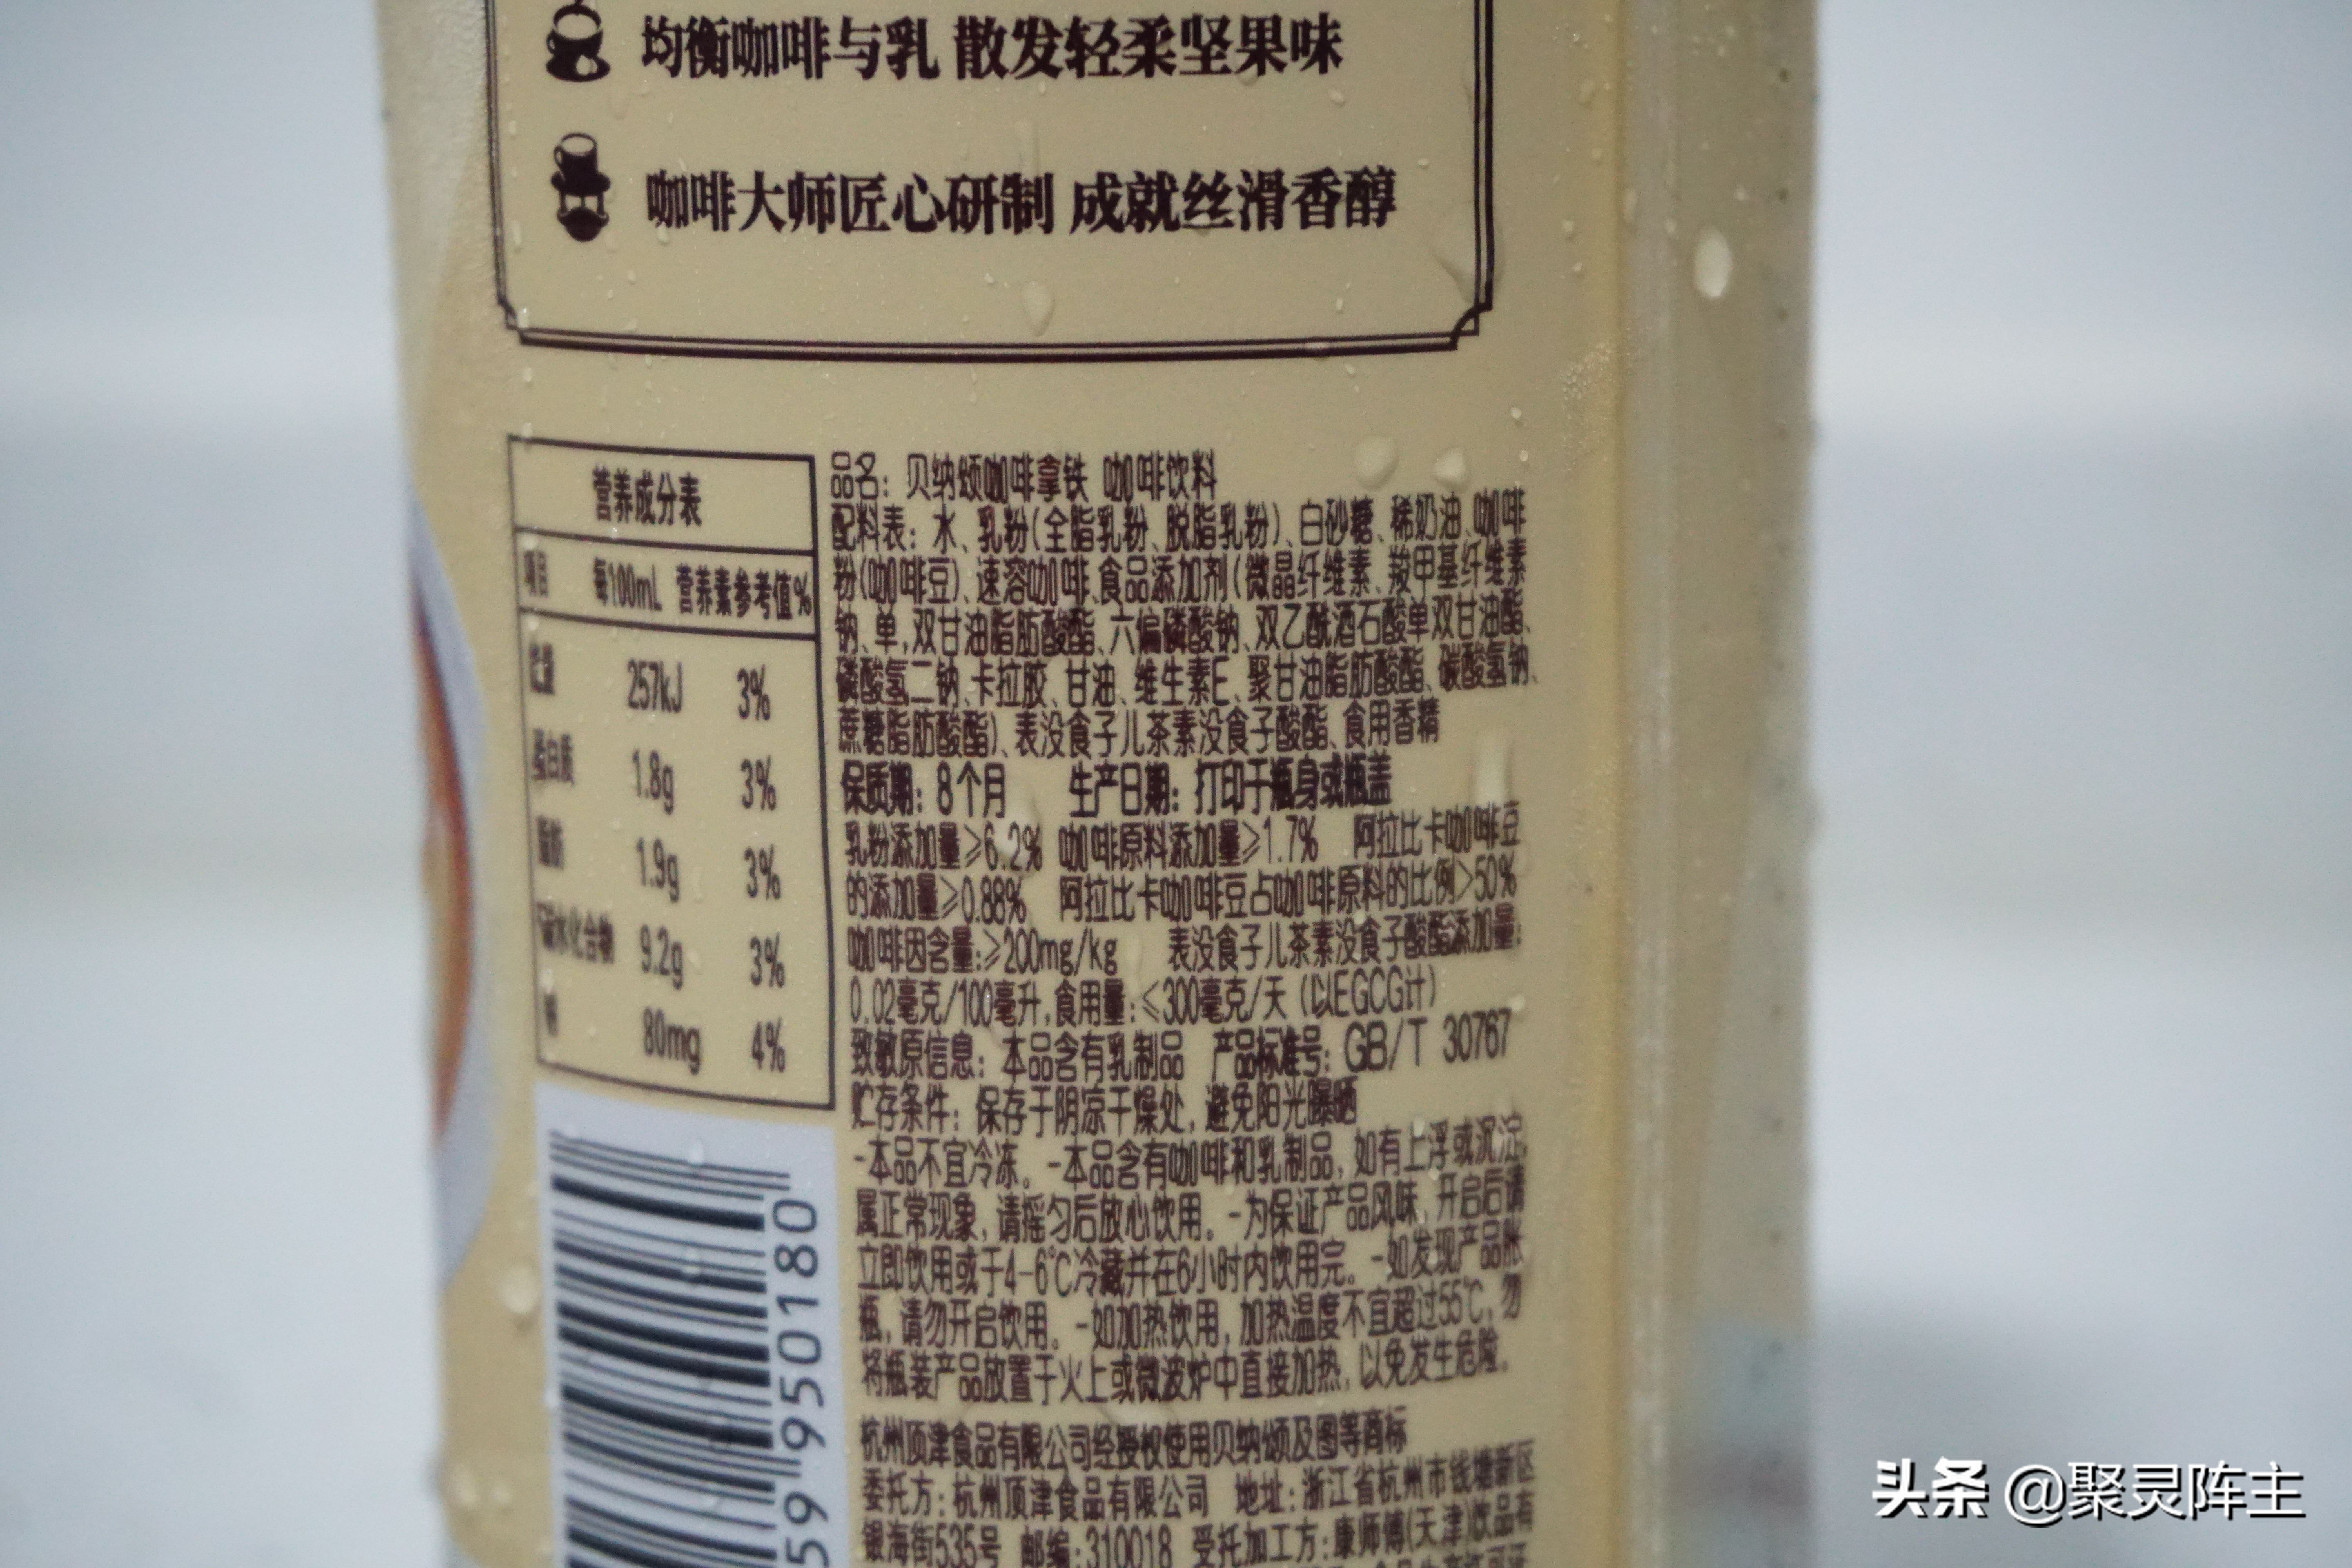 均衡咖啡与乳 散发轻柔坚果味
咖啡大师匠心研制 成就丝滑香醇
营养成分表
项目 每100mL 营养素参考值%
能量 257kJ 3%
蛋白质 1.8g 3%
脂肪 1.9g 3%
碳水化合物 9.2g 3%
钠 80mg 4%
59 950180
品名：贝纳颂咖啡拿铁 咖啡饮料
配料表：水、乳粉(全脂乳粉、脱脂乳粉)、白砂糖、稀奶油、咖啡
粉(咖啡豆)、速溶咖啡、食品添加剂(微晶纤维素、羧甲基纤维素
钠、单,双甘油脂肪酸酯、六偏磷酸钠、双乙酰酒石酸单双甘油酯、
磷酸氢二钠、卡拉胶、甘油、维生素E、聚甘油脂肪酸酯、碳酸氢钠、
蔗糖脂肪酸酯)、表没食子儿茶素没食子酸酯、食用香精
保质期：8个月 生产日期：打印于瓶身或瓶盖
乳粉添加量≥6.2% 咖啡原料添加量≥1.7% 阿拉比卡咖啡豆
的添加量≥0.88% 阿拉比卡咖啡豆占咖啡原料的比例>50%
咖啡因含量:≥200mg/kg 表没食子儿茶素没食子酸酯添加量:
0.02毫克/100毫升,食用量:≤300毫克/天（以EGCG计）
致敏原信息：本品含有乳制品 产品标准号：GB/T 30767
贮存条件：保存于阴凉干燥处，避免阳光曝晒
-本品不宜冷冻。-本品含有咖啡和乳制品，如有上浮或沉淀，
属正常现象，请摇匀后放心饮用。-为保证产品风味，开启后请
立即饮用或于4-6℃冷藏并在6小时内饮用完。-如发现产品胀
瓶，请勿开启饮用。-如加热饮用，加热温度不宜超过55℃，勿
将瓶装产品放置于火上或微波炉中直接加热，以免发生危险。
杭州顶津食品有限公司经授权使用贝纳颂及图等商标
委托方：杭州顶津食品有限公司 地址：浙江省杭州市钱塘新区
银海街535号 邮编：310018 受托加工方：康师傅(天津)饮品有
头条 @聚灵阵主